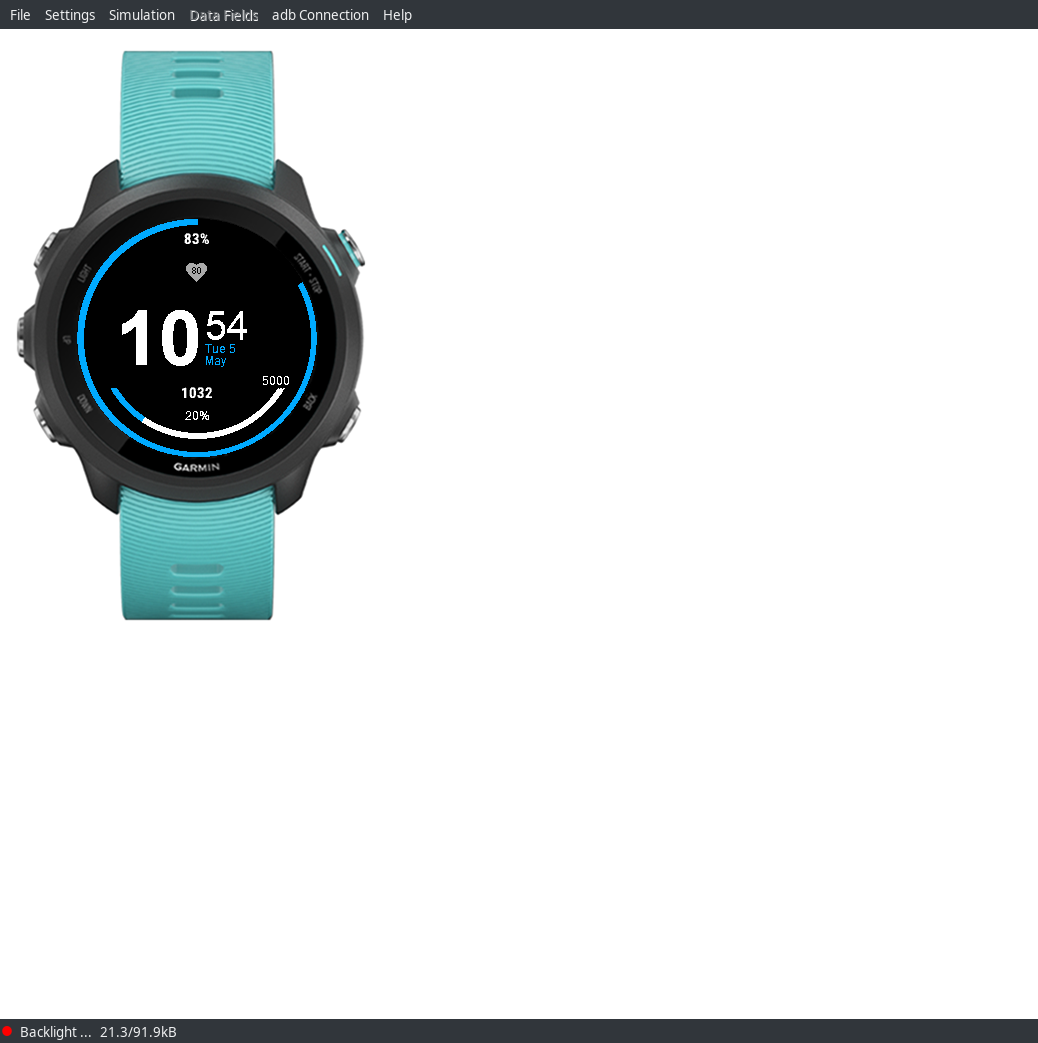 File Settings Simulation Data Fields adb Connection Help
83%
80
LIGHT
START • STOP
UP
10 54
Tue 5
May
5000
1032
20%
DOWN
BACK
GARMIN
Backlight ... 21.3/91.9kB